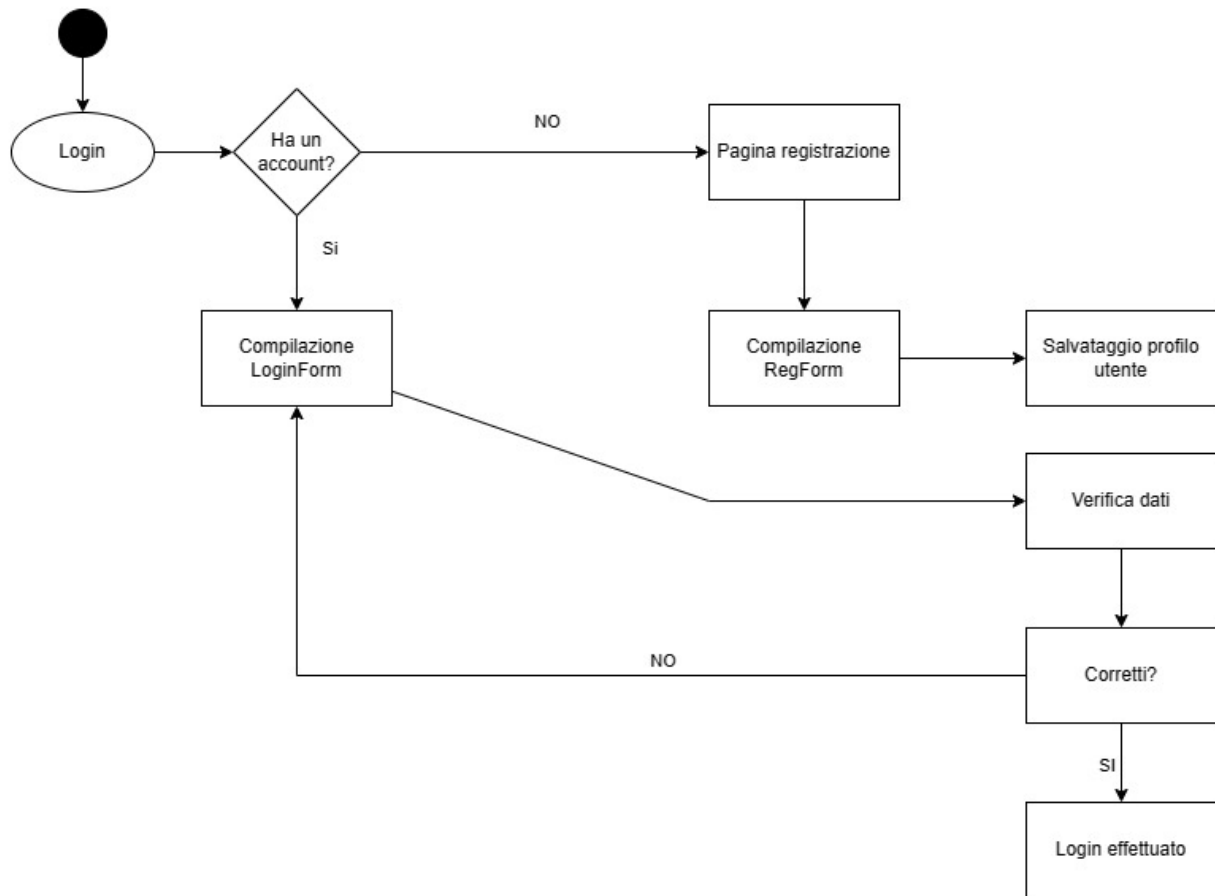 Login
Ha un
account?
NO
Pagina registrazione
Si
Compilazione
LoginForm
Compilazione
RegForm
Salvataggio profilo
utente
Verifica dati
NO
Corretti?
SI
Login effettuato